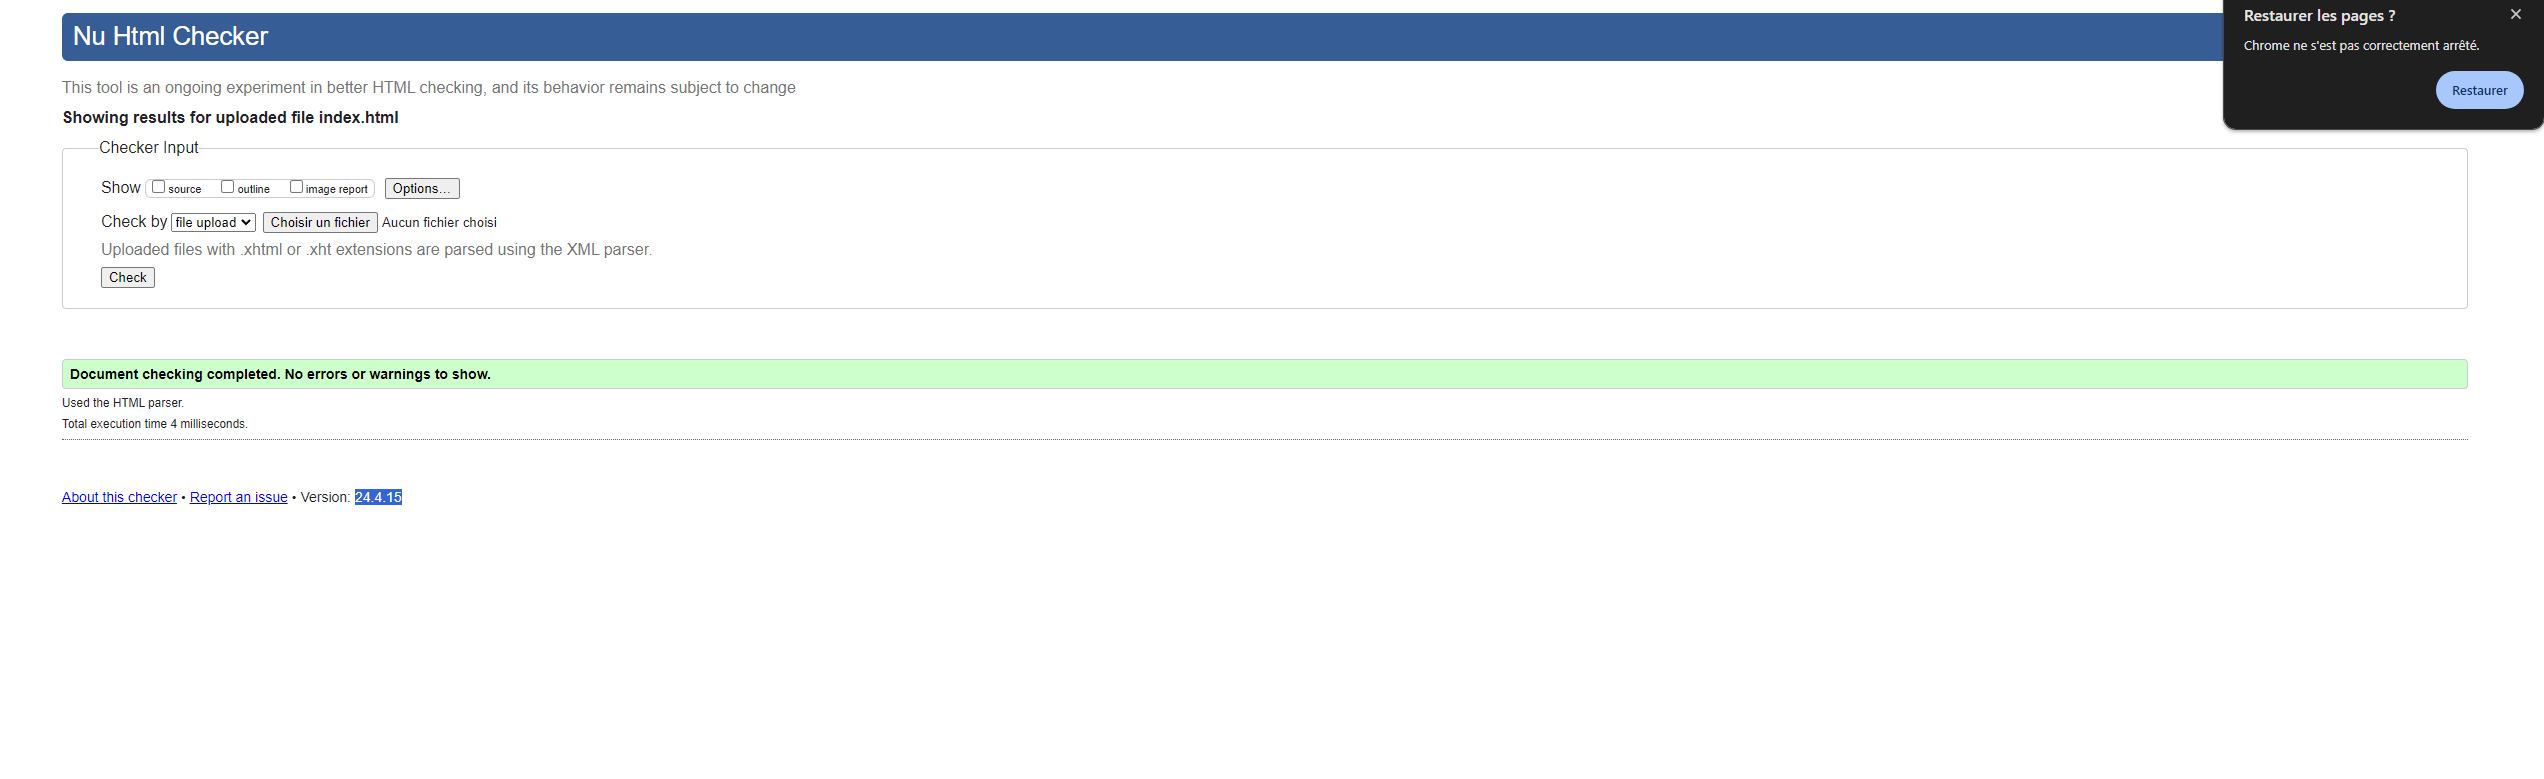 Nu Html Checker
Restaurer les pages ?
Chrome ne s'est pas correctement arrêté.
Restaurer
This tool is an ongoing experiment in better HTML checking, and its behavior remains subject to change
Showing results for uploaded file index.html
Checker Input
Show source outline image report Options...
Check by file upload Choisir un fichier Aucun fichier choisi
Uploaded files with .xhtml or .xht extensions are parsed using the XML parser.
Check
Document checking completed. No errors or warnings to show.
Used the HTML parser.
Total execution time 4 milliseconds.
About this checker • Report an issue • Version: 24.4.15